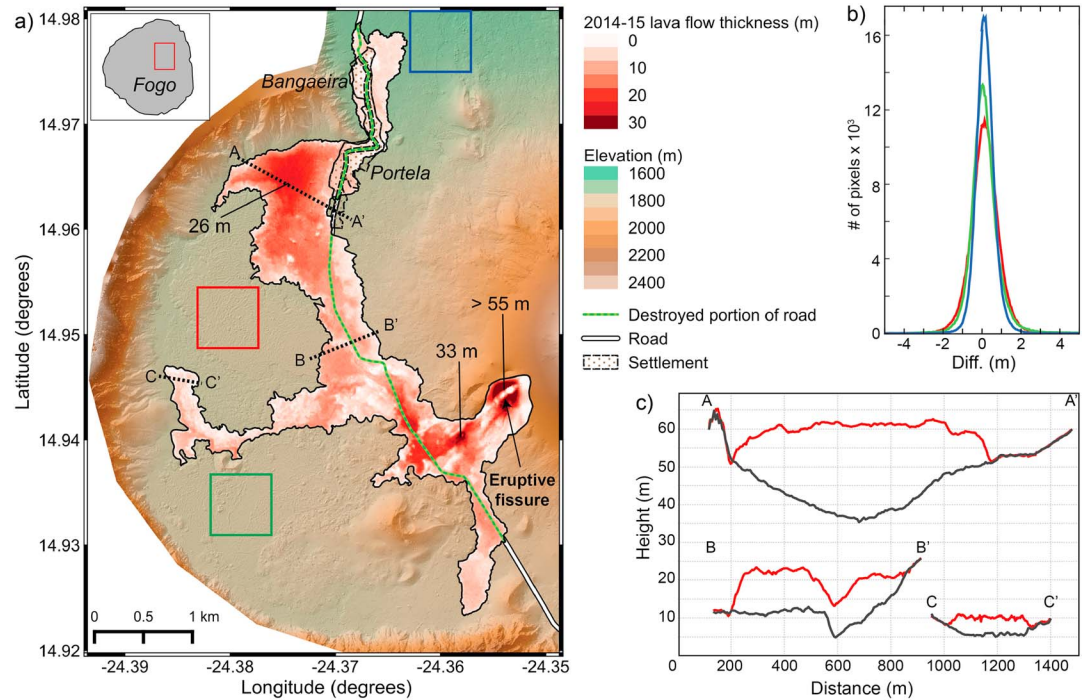 a)
Fogo
Bangaeira
Portela
A
A'
26 m
B
B'
C
C'
> 55 m
33 m
Eruptive
fissure
0 0.5 1 km
14.98
14.97
14.96
14.95
14.94
14.93
14.92
Latitude (degrees)
-24.39 -24.38 -24.37 -24.36 -24.35
Longitude (degrees)
2014-15 lava flow thickness (m)
0
10
20
30
Elevation (m)
1600
1800
2000
2200
2400
Destroyed portion of road
Road
Settlement
b)
16
12
8
4
0
# of pixels x 10³
-4 -2 0 2 4
Diff. (m)
c)
A
A'
B
B'
C
C'
60
50
40
30
20
10
Height (m)
0 200 400 600 800 1000 1200 1400
Distance (m)